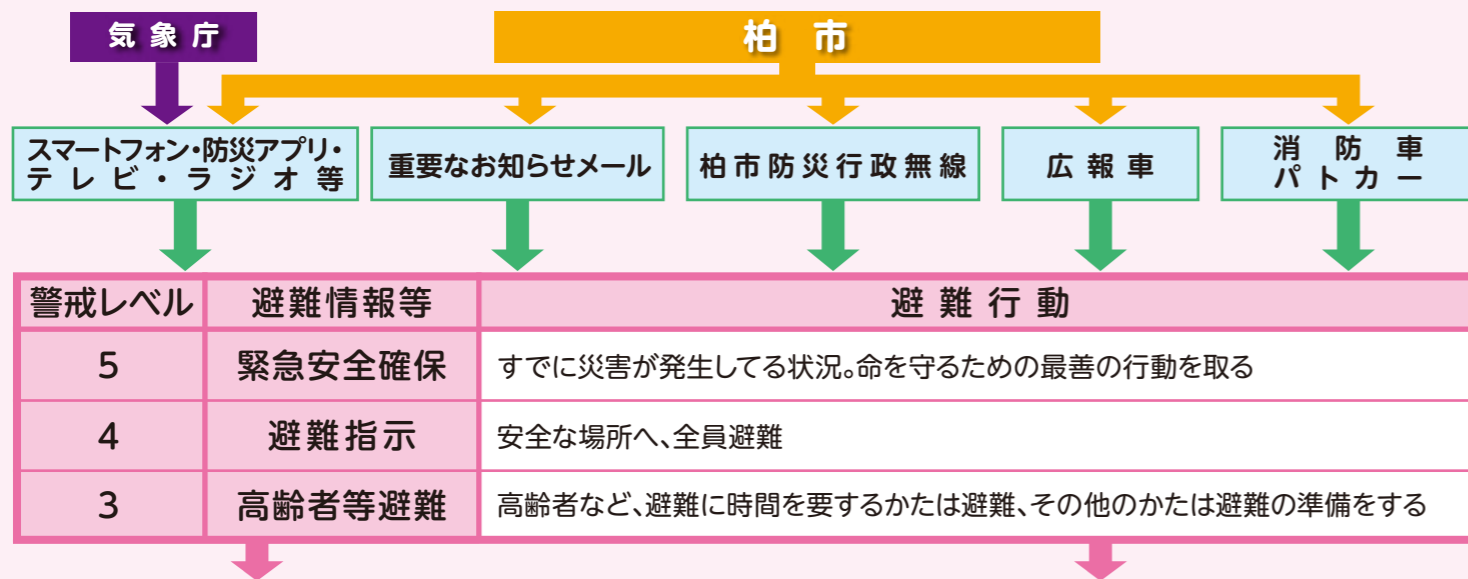 気象庁
柏市
スマートフォン・防災アプリ・
テレビ・ラジオ等
重要なお知らせメール
柏市防災行政無線
広報車
消防車
パトカー
警戒レベル 避難情報等 避難行動
5 緊急安全確保 すでに災害が発生してる状況。命を守るための最善の行動を取る
4 避難指示 安全な場所へ、全員避難
3 高齢者等避難 高齢者など、避難に時間を要するかたは避難、その他のかたは避難の準備をする